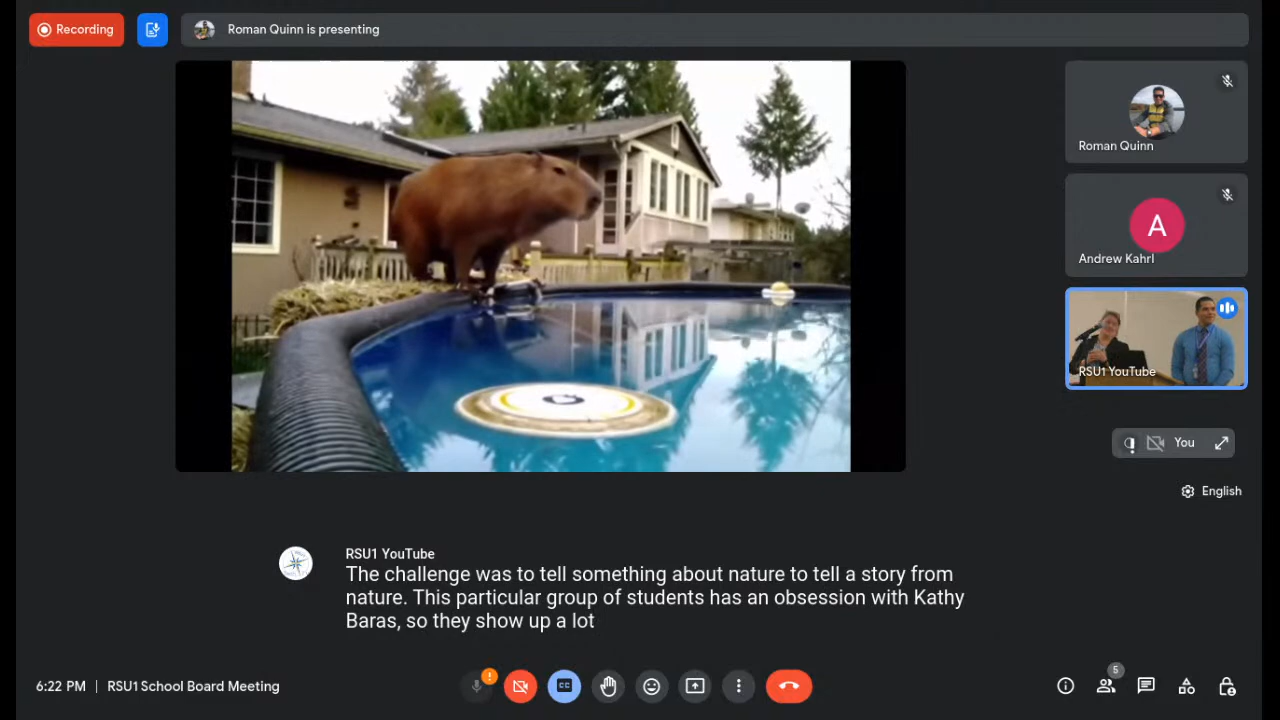 Recording
Roman Quinn is presenting
Roman Quinn
A
Andrew Kahrl
RSU1 YouTube
You
English
RSU1 YouTube
The challenge was to tell something about nature to tell a story from
nature. This particular group of students has an obsession with Kathy
Baras, so they show up a lot
6:22 PM | RSU1 School Board Meeting
CC
5